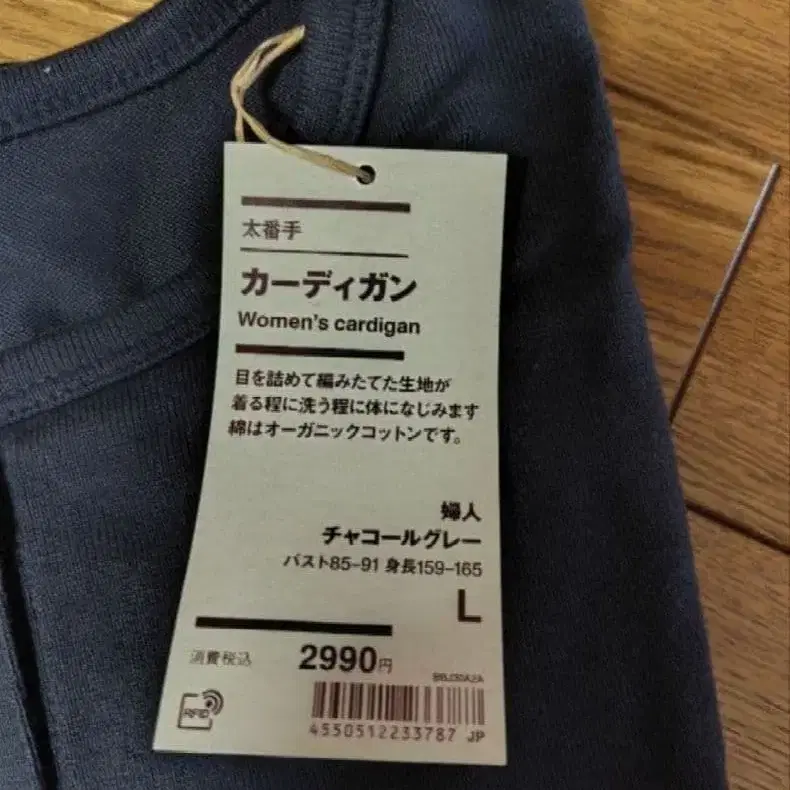 太番手
カーディガン
Women's cardigan
目を詰めて編みたてた生地が
着る程に洗う程に体になじみます
綿はオーガニックコットンです。
婦人
チャコールグレー
バスト85-91 身長159-165
L
消費税込 2990円
RFID
4550512233787 JP